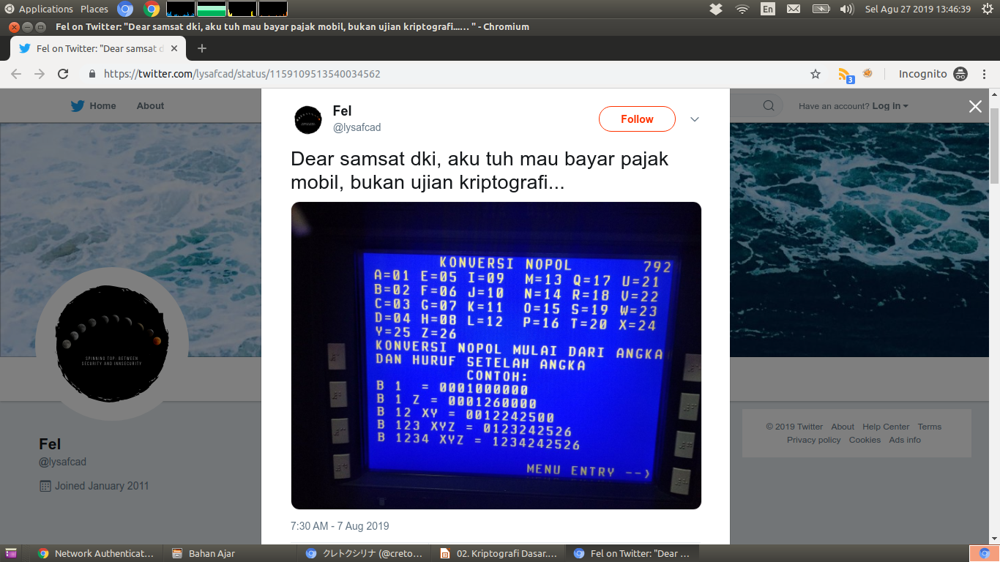 Applications Places En Sel Agu 27 2019 13:46:39
Fel on Twitter: "Dear samsat dki, aku tuh mau bayar pajak mobil, bukan ujian kriptografi...… " - Chromium
Fel on Twitter: "Dear samsat d
https://twitter.com/lysafcad/status/1159109513540034562
3
Incognito
Home About
Have an account? Log in
Fel
@lysafcad
Follow
Dear samsat dki, aku tuh mau bayar pajak
mobil, bukan ujian kriptografi...
KONVERSI NOPOL 792
A=01 E=05 I=09 M=13 Q=17 U=21
B=02 F=06 J=10 N=14 R=18 V=22
C=03 G=07 K=11 O=15 S=19 W=23
D=04 H=08 L=12 P=16 T=20 X=24
Y=25 Z=26
KONVERSI NOPOL MULAI DARI ANGKA
DAN HURUF SETELAH ANGKA
CONTOH:
B 1 = 0001000000
B 1 Z = 0001260000
B 12 XY = 0012242500
B 123 XYZ = 0123242526
B 1234 XYZ = 1234242526
MENU ENTRY -->
7:30 AM - 7 Aug 2019
SPINNING TOP: BETWEEN
SECURITY AND INNSECURITY
Fel
@lysafcad
Joined January 2011
© 2019 Twitter About Help Center Terms
Privacy policy Cookies Ads info
Network Authenticat...
Bahan Ajar
クレトクシリナ (@creto...
02. Kriptografi Dasar....
Fel on Twitter: "Dear ...